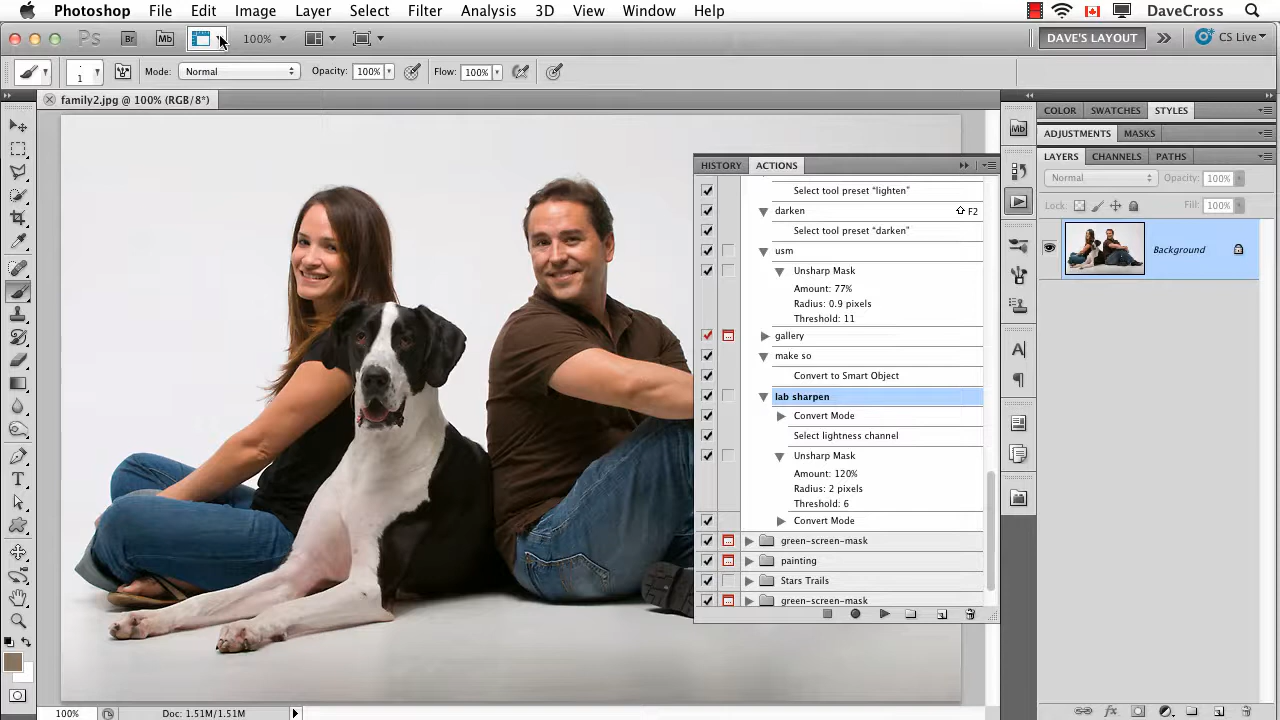 Photoshop File Edit Image Layer Select Filter Analysis 3D View Window Help DaveCross
Ps Br Mb 100% DAVE'S LAYOUT CS Live
1 Mode: Normal Opacity: 100% Flow: 100%
family2.jpg @ 100% (RGB/8*)
COLOR SWATCHES STYLES
Mb
ADJUSTMENTS MASKS
LAYERS CHANNELS PATHS
Normal Opacity: 100%
Lock: Fill: 100%
Background
HISTORY ACTIONS
Select tool preset "lighten"
darken F2
Select tool preset "darken"
usm
Unsharp Mask
Amount: 77%
Radius: 0.9 pixels
Threshold: 11
gallery
make so
Convert to Smart Object
lab sharpen
Convert Mode
Select lightness channel
Unsharp Mask
Amount: 120%
Radius: 2 pixels
Threshold: 6
Convert Mode
green-screen-mask
painting
Stars Trails
green-screen-mask
100% Doc: 1.51M/1.51M